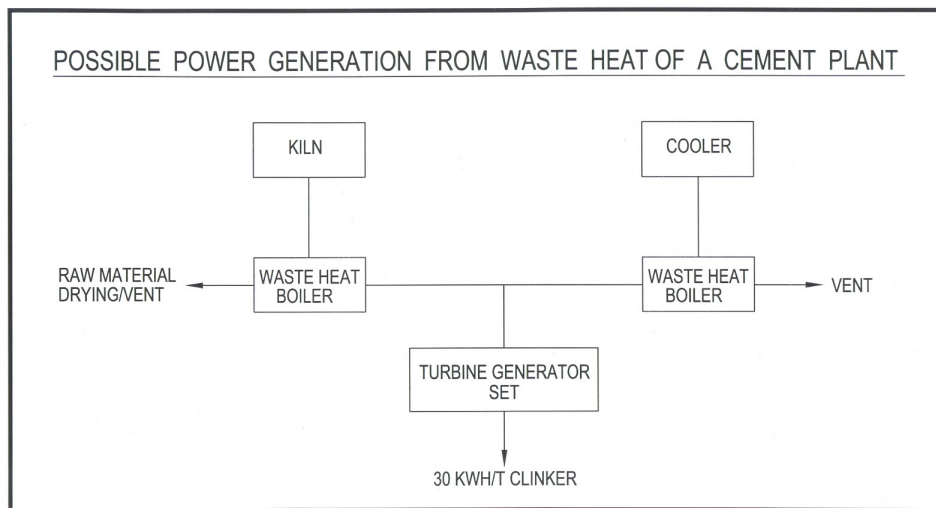 POSSIBLE POWER GENERATION FROM WASTE HEAT OF A CEMENT PLANT
KILN
COOLER
RAW MATERIAL
DRYING/VENT
WASTE HEAT
BOILER
WASTE HEAT
BOILER
VENT
TURBINE GENERATOR
SET
30 KWH/T CLINKER